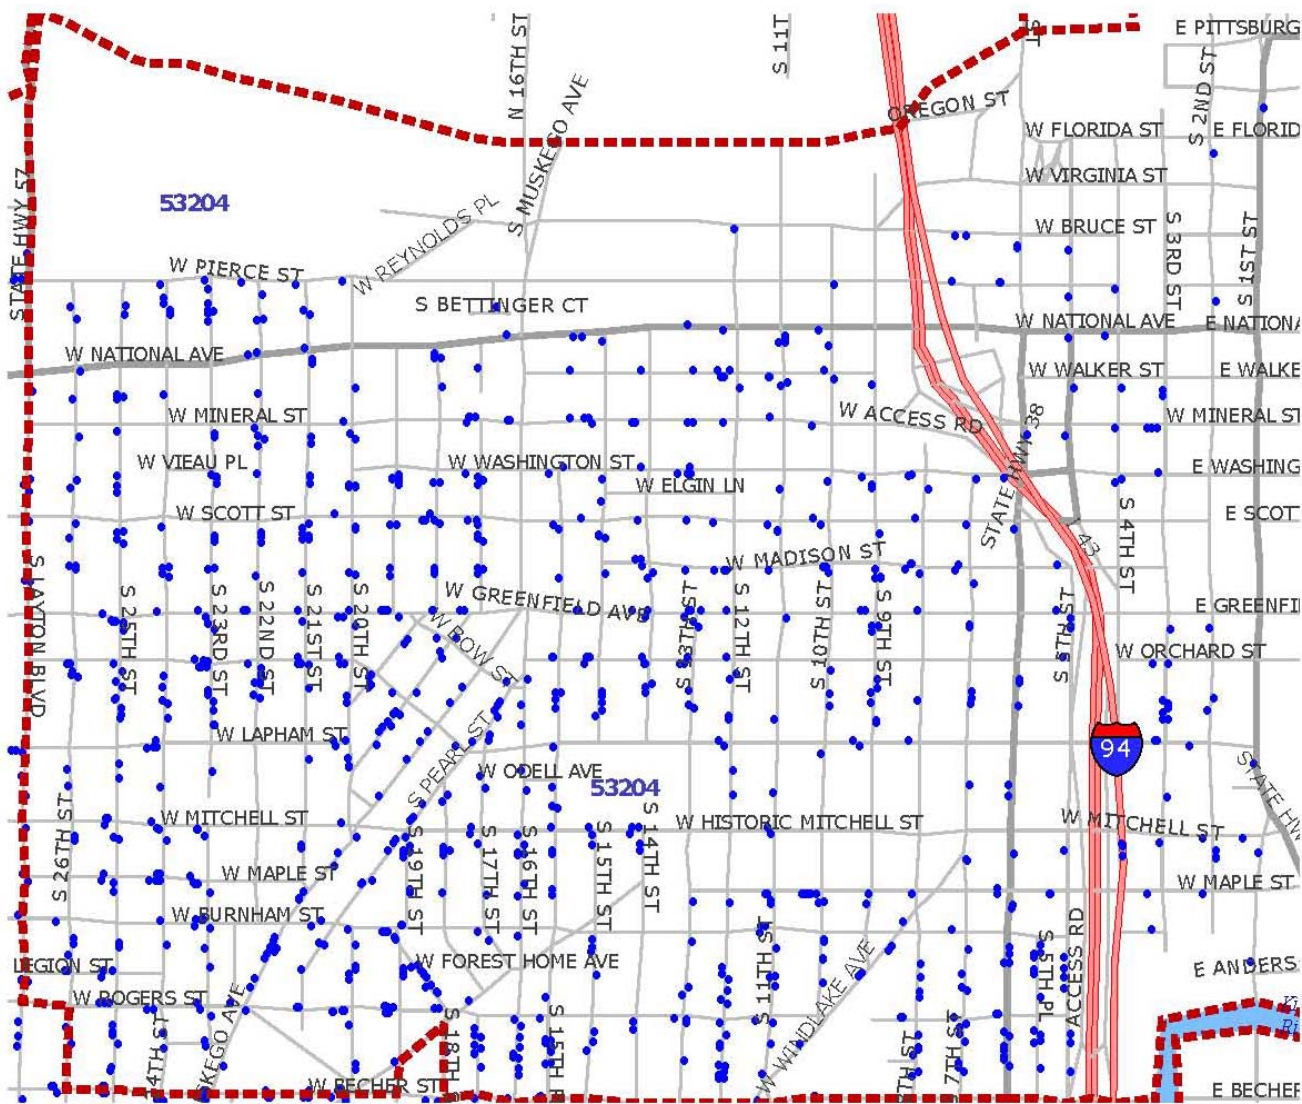 E PITTSBURG
N 16TH ST
S 11T
ST
S MUSKEGO AVE
OREGON ST
S 2ND ST
W FLORIDA ST
E FLORID
STATE HWY 57
W VIRGINIA ST
53204
W REYNOLDS PL
W BRUCE ST
S 3RD ST
S 1ST ST
W PIERCE ST
S BETTINGER CT
W NATIONAL AVE
E NATIONA
W NATIONAL AVE
W WALKER ST
E WALKE
W MINERAL ST
W ACCESS RD
STATE HWY 38
W MINERAL ST
W VIEAU PL
W WASHINGTON ST
E WASHING
W ELGIN LN
W SCOTT ST
S 4TH ST
E SCOT
43
W MADISON ST
S LAYTON BLVD
S 25TH ST
S 23RD ST
S 22ND ST
S 21ST ST
S 20TH ST
W GREENFIELD AVE
S 12TH ST
S 10TH ST
S 9TH ST
E GREENFI
W ROW ST
W ORCHARD ST
W LAPHAM ST
S PEARL ST
94
W ODELL AVE
53204
STATE HW
S 26TH ST
W MITCHELL ST
S 19TH ST
S 17TH ST
S 16TH ST
S 15TH ST
S 14TH ST
W HISTORIC MITCHELL ST
W MITCHELL ST
W MAPLE ST
W MAPLE ST
W BURNHAM ST
S 11TH ST
S 5TH PL
ACCESS RD
LEGION ST
W FOREST HOME AVE
W WINDLAKE AVE
E ANDERS
W ROGERS ST
SKEGO AVE
S 18TH S
7TH ST
W BECHER ST
E BECHER